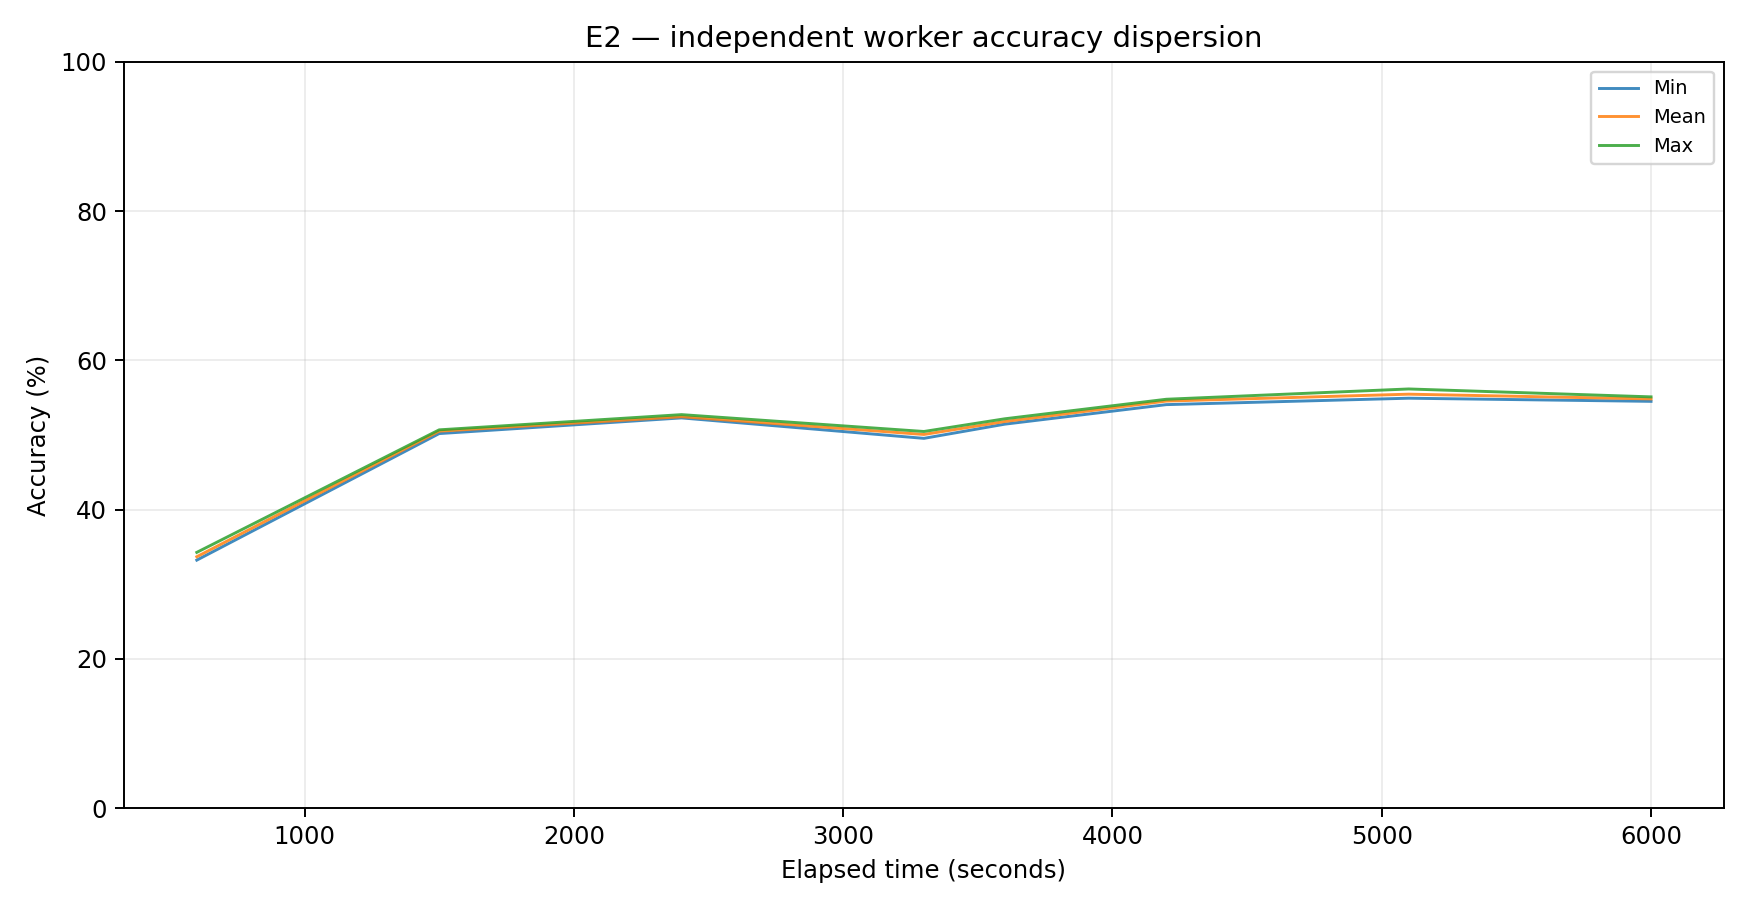 E2 — independent worker accuracy dispersion
100
80
60
40
20
0
Accuracy (%)
Min
Mean
Max
1000 2000 3000 4000 5000 6000
Elapsed time (seconds)